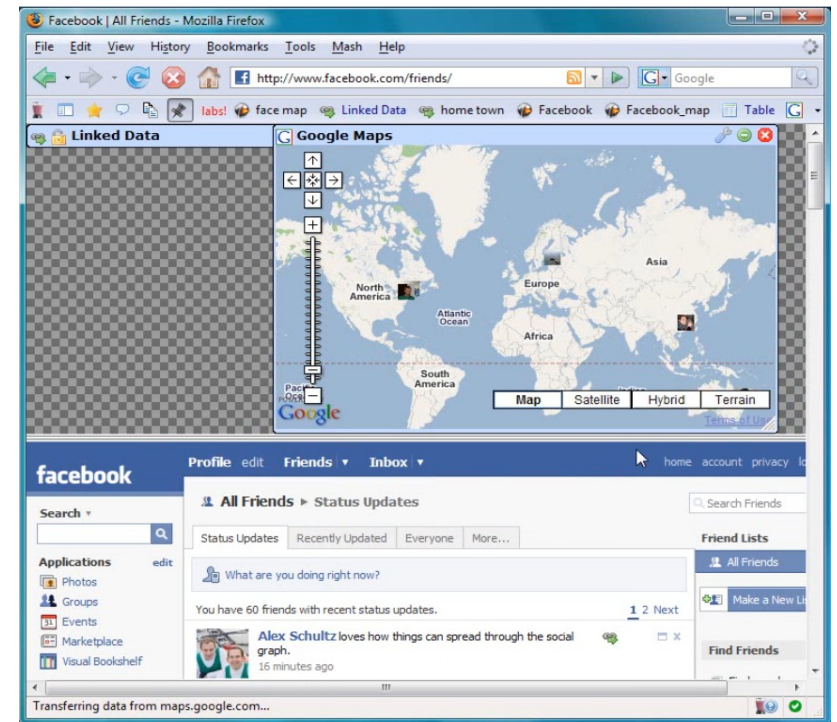 Facebook | All Friends - Mozilla Firefox
File Edit View History Bookmarks Tools Mash Help
http://www.facebook.com/friends/ G Google
labs! face map Linked Data home town Facebook Facebook_map Table G
Linked Data
G Google Maps
North America
Atlantic Ocean
Europe
Asia
Africa
South America
Map Satellite Hybrid Terrain
Google
Terms of Use
facebook
Profile edit Friends Inbox home account privacy
All Friends Status Updates
Search Friends
Search
Status Updates Recently Updated Everyone More...
Friend Lists
All Friends
Applications edit
What are you doing right now?
Photos
Groups
You have 60 friends with recent status updates. 1 2 Next
Make a New
Events
Marketplace
Visual Bookshelf
Alex Schultz loves how things can spread through the social
graph.
16 minutes ago
Find Friends
Transferring data from maps.google.com...